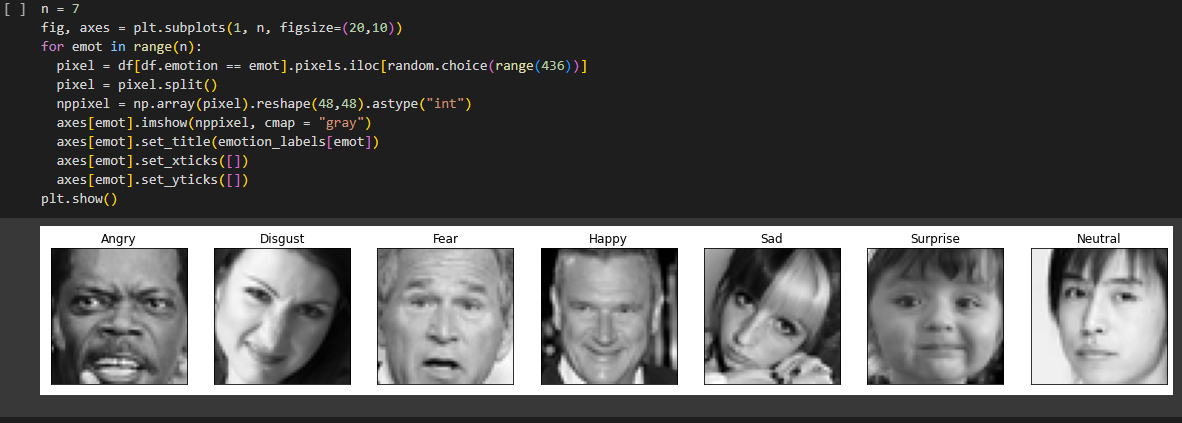 [ ] n = 7
fig, axes = plt.subplots(1, n, figsize=(20,10))
for emot in range(n):
  pixel = df[df.emotion == emot].pixels.iloc[random.choice(range(436))]
  pixel = pixel.split()
  nppixel = np.array(pixel).reshape(48,48).astype("int")
  axes[emot].imshow(nppixel, cmap = "gray")
  axes[emot].set_title(emotion_labels[emot])
  axes[emot].set_xticks([])
  axes[emot].set_yticks([])
plt.show()
Angry Disgust Fear Happy Sad Surprise Neutral